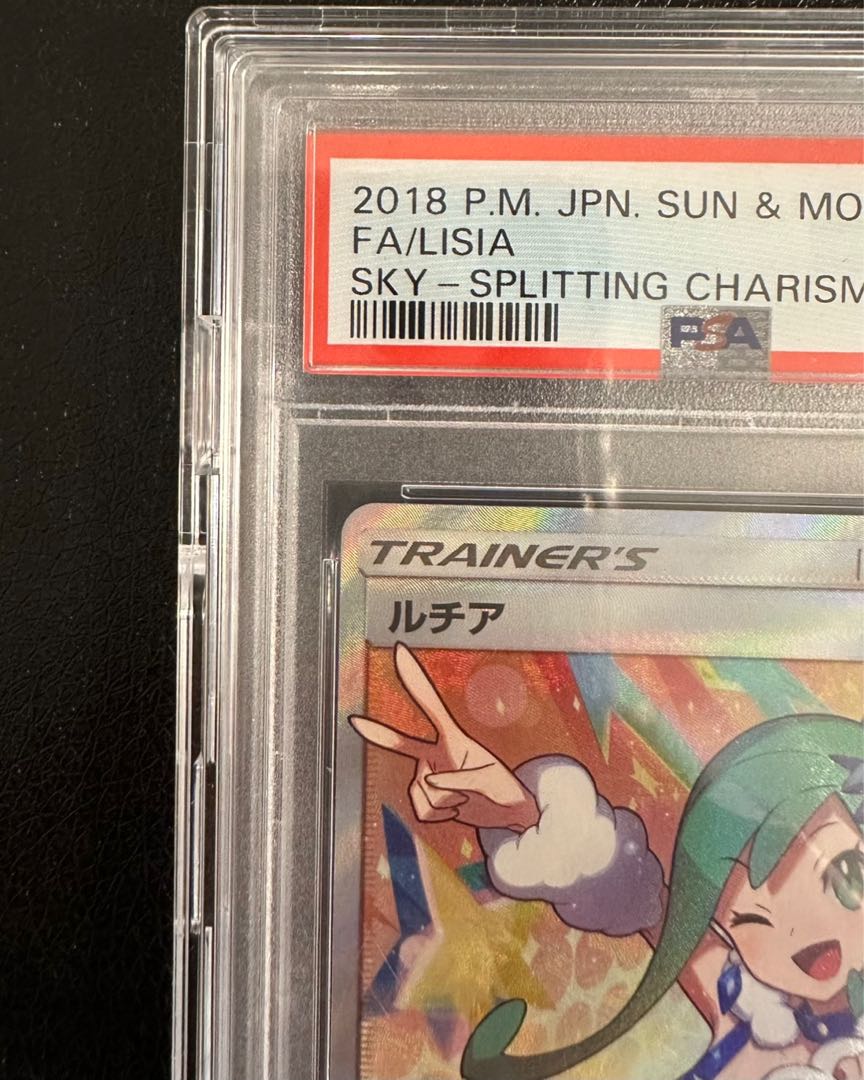 2018 P.M. JPN. SUN & MO
FA/LISIA
SKY-SPLITTING CHARISM
PSA
TRAINER'S
ルチア